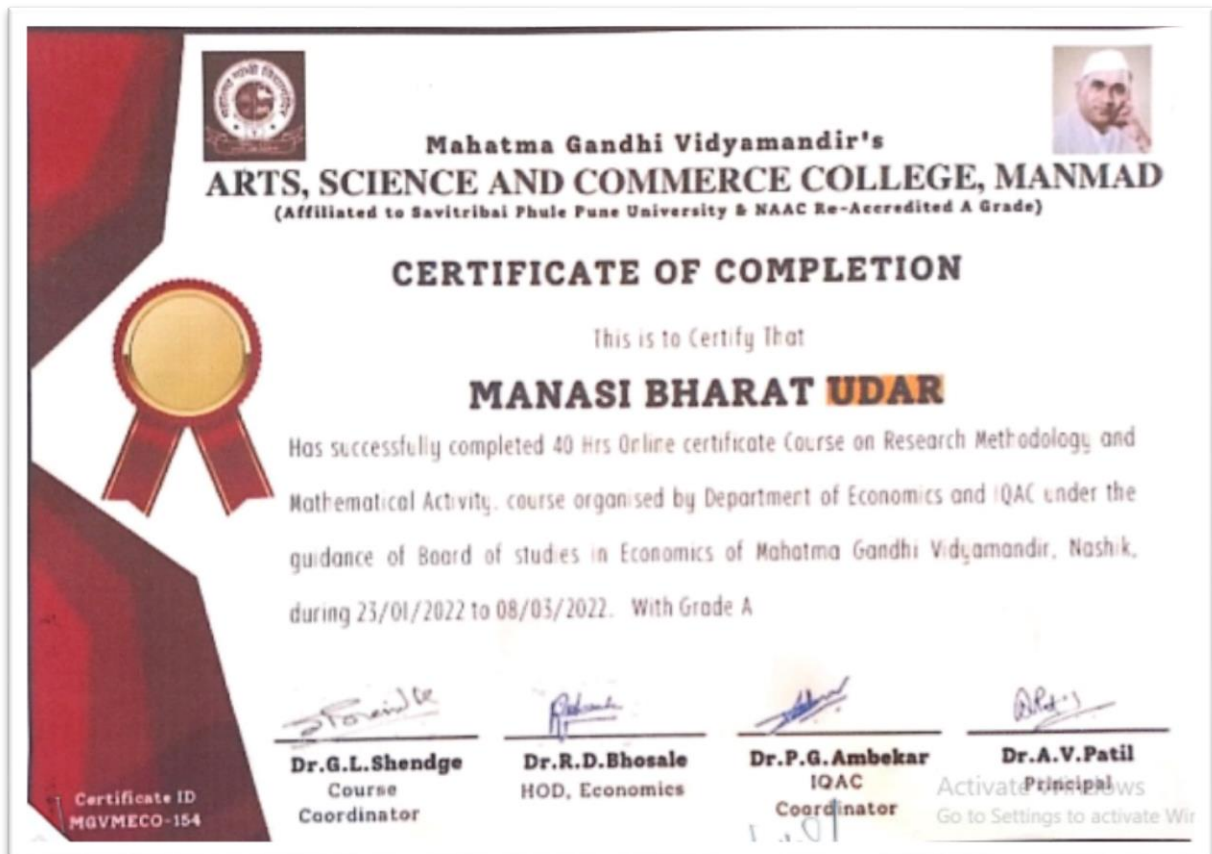 महात्मा गांधी विद्यामंदिर
Mahatma Gandhi Vidyamandir's
ARTS, SCIENCE AND COMMERCE COLLEGE, MANMAD
(Affiliated to Savitribai Phule Pune University & NAAC Re-Accredited A Grade)
CERTIFICATE OF COMPLETION
This is to Certify That
MANASI BHARAT UDAR
Has successfully completed 40 Hrs Online certificate Course on Research Methodology and
Mathematical Activity. course organised by Department of Economics and IQAC under the
guidance of Board of studies in Economics of Mahatma Gandhi Vidyamandir, Nashik,
during 23/01/2022 to 08/03/2022. With Grade A
Dr.G.L.Shendge
Course
Coordinator
Dr.R.D.Bhosale
HOD, Economics
Dr.P.G.Ambekar
IQAC
Coordinator
Dr.A.V.Patil
Principal
Certificate ID
MGVMECO-154
Activate Windows
Go to Settings to activate Win